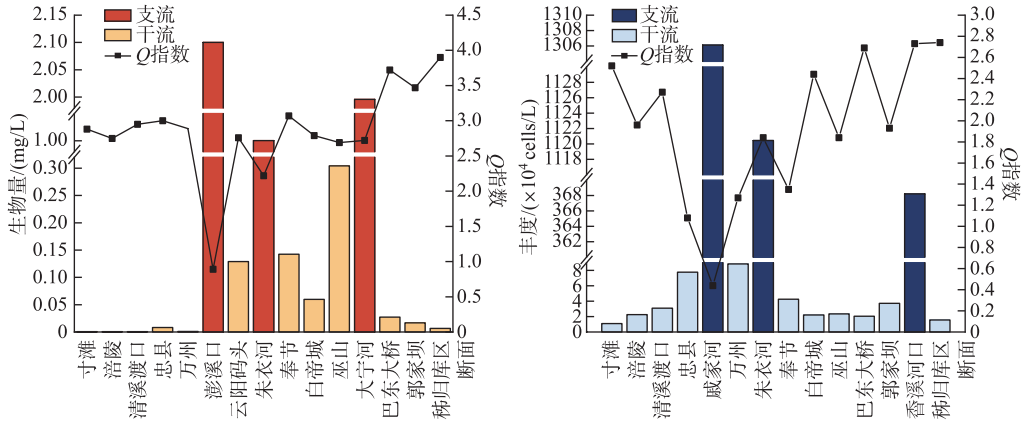 生物量/(mg/L)
2.15
2.10
2.05
2.00
1.00
0.30
0.25
0.20
0.15
0.10
0.05
0
支流
干流
Q指数
4.5
4.0
3.5
3.0
2.5
2.0
1.5
1.0
0.5
0
Q指数
寸滩
涪陵
清溪渡口
忠县
万州
澎溪口
云阳码头
朱衣河
奉节
白帝城
巫山
大宁河
巴东大桥
郭家坝
秭归库区
断面
丰度/(×10⁴ cells/L)
1310
1306
1128
1126
1124
1122
1120
1118
368
366
364
362
8
6
4
2
0
支流
干流
Q指数
3.0
2.8
2.6
2.4
2.2
2.0
1.8
1.6
1.4
1.2
1.0
0.8
0.6
0.4
0.2
0
Q指数
寸滩
涪陵
清溪渡口
忠县
戚家河
万州
朱衣河
奉节
白帝城
巫山
巴东大桥
郭家坝
香溪河口
秭归库区
断面